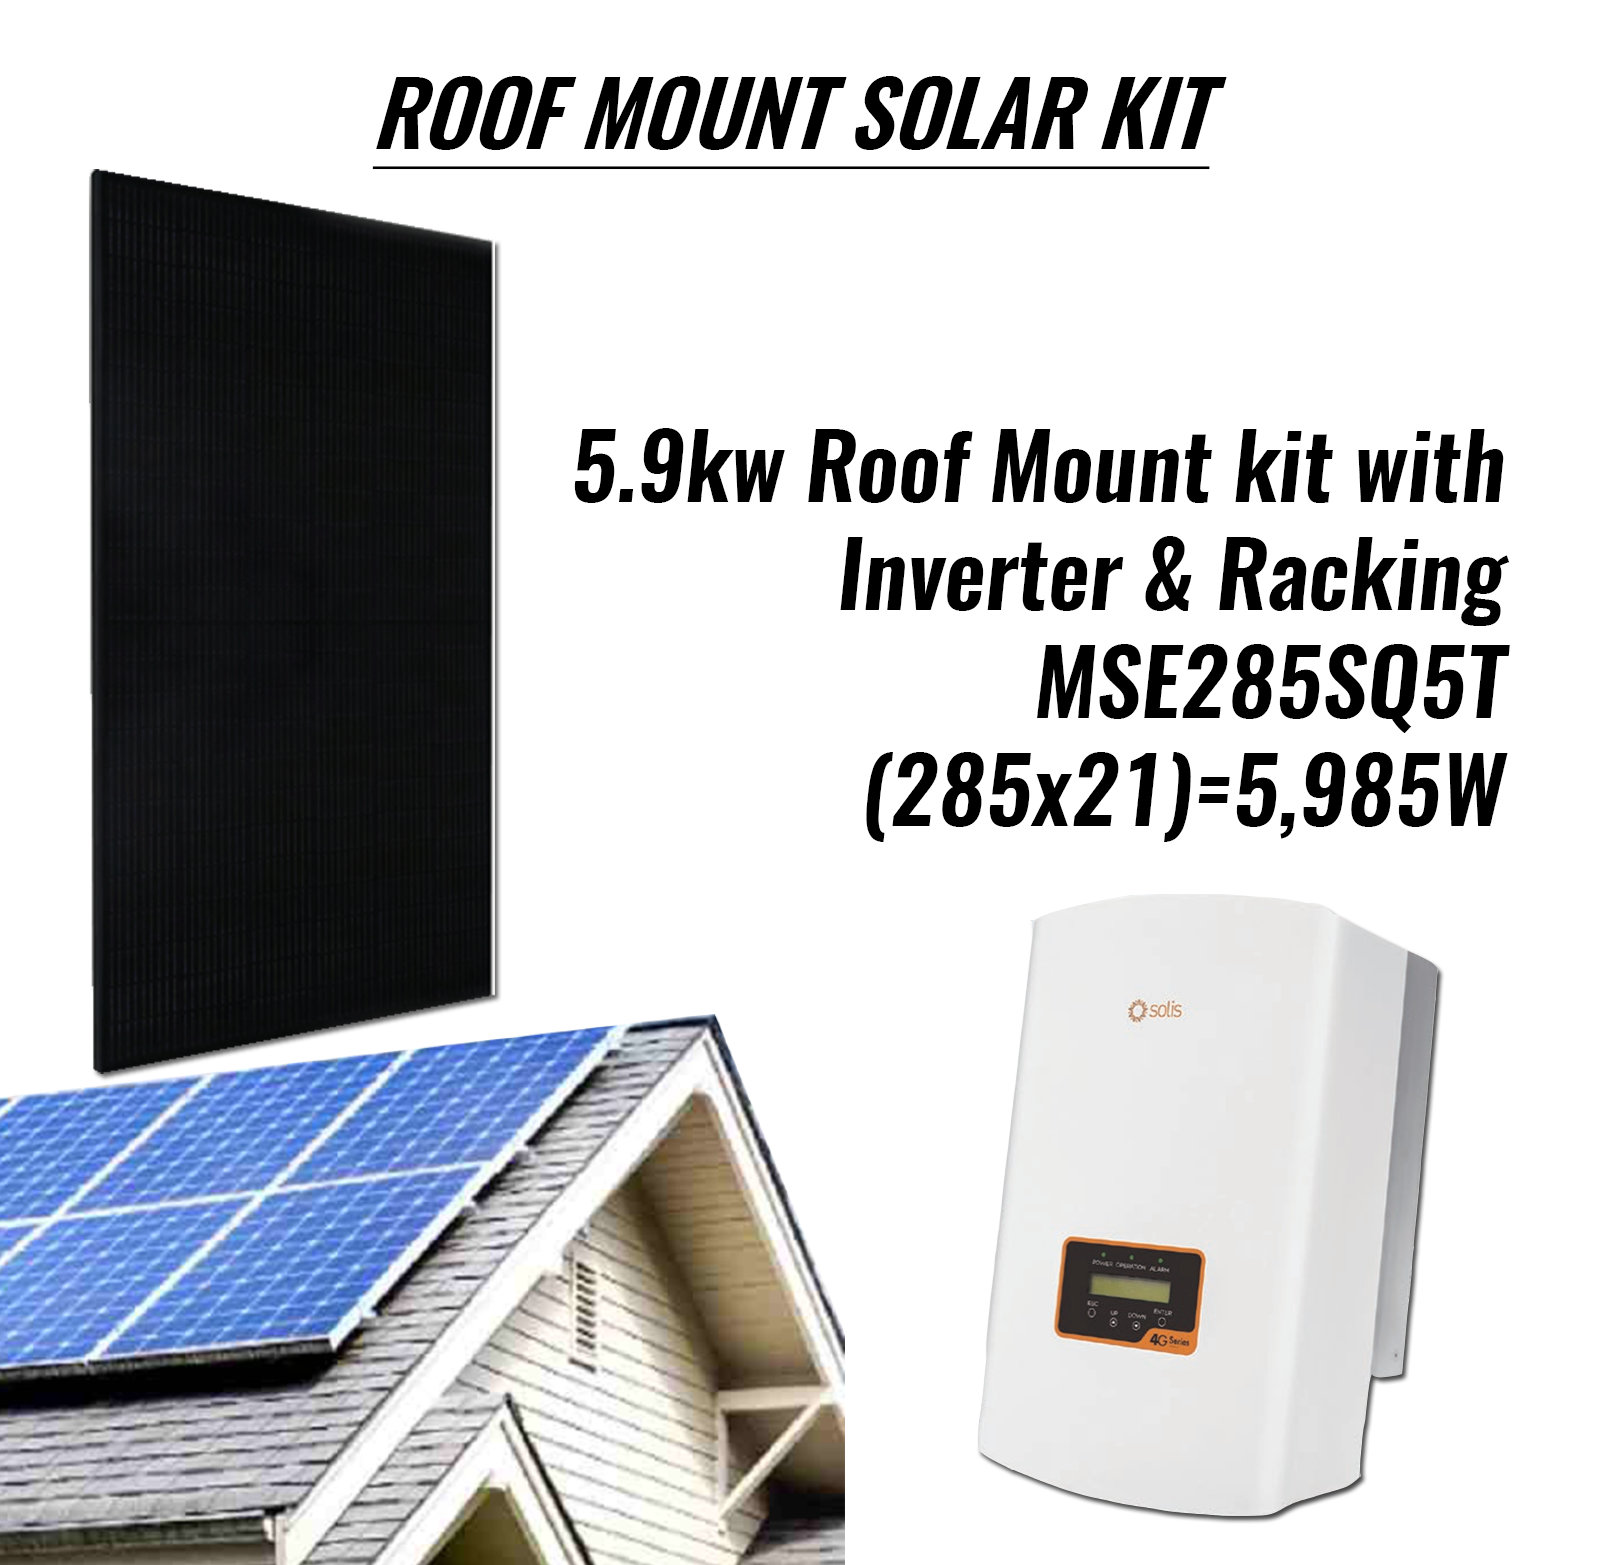 ROOF MOUNT SOLAR KIT
5.9kw Roof Mount kit with
Inverter & Racking
MSE285SQ5T
(285x21)=5,985W
solis
POWER OPERATION ALARM
ESC UP DOWN ENTER
4G Series